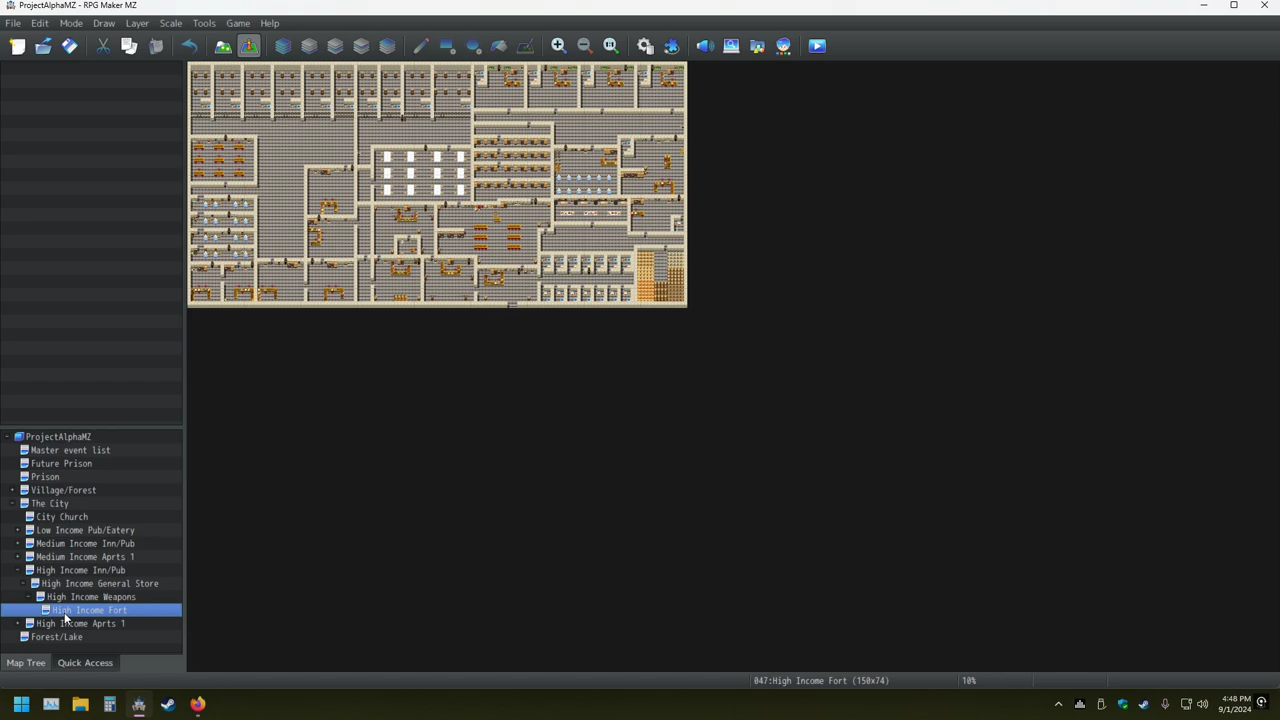 ProjectAlphaMZ - RPG Maker MZ
File Edit Mode Draw Layer Scale Tools Game Help
1:1
ProjectAlphaMZ
Master event list
Future Prison
Prison
Village/Forest
The City
City Church
Low Income Pub/Eatery
Medium Income Inn/Pub
Medium Income Aprts 1
High Income Inn/Pub
High Income General Store
High Income Weapons
High Income Fort
High Income Aprts 1
Forest/Lake
Map Tree Quick Access
047:High Income Fort (150x74) 10%
4:48 PM
9/1/2024